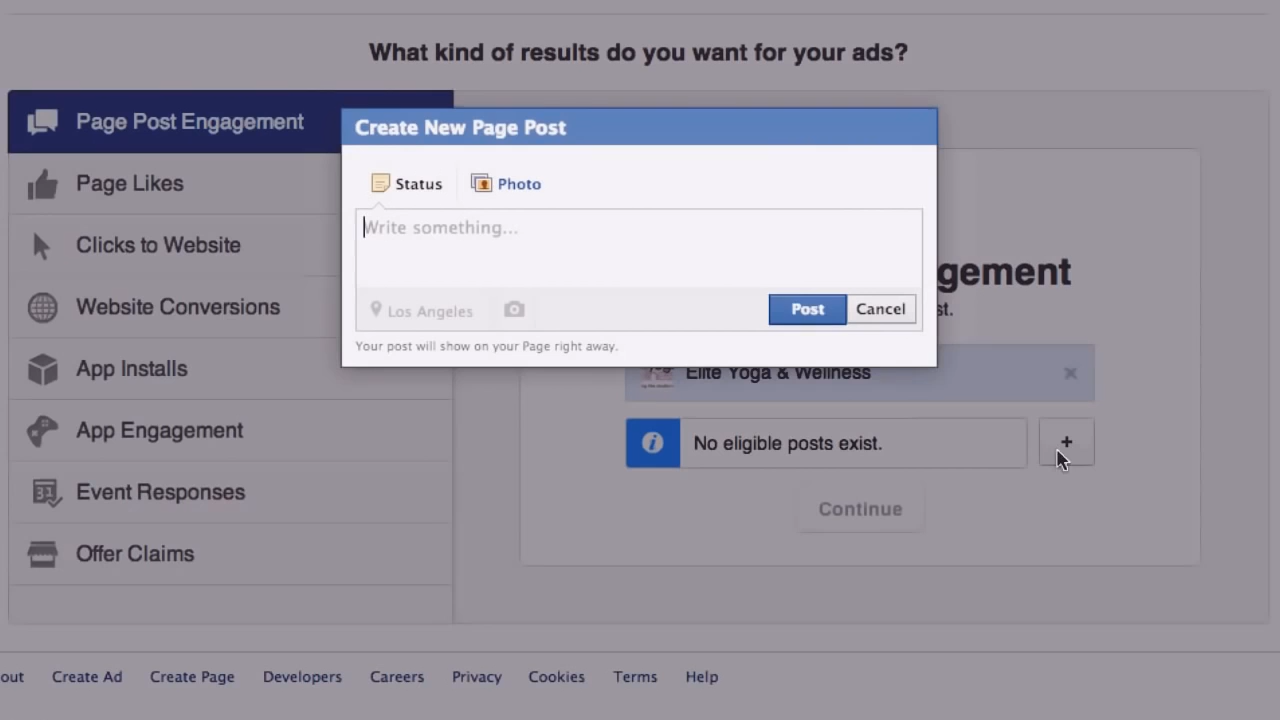 What kind of results do you want for your ads?
Page Post Engagement
Page Likes
Clicks to Website
Website Conversions
App Installs
App Engagement
31
Event Responses
Offer Claims
Create New Page Post
Status
Photo
Write something...
Los Angeles
Post
Cancel
Your post will show on your Page right away.
gement
st.
Elite Yoga & Wellness
No eligible posts exist.
+
Continue
out Create Ad Create Page Developers Careers Privacy Cookies Terms Help